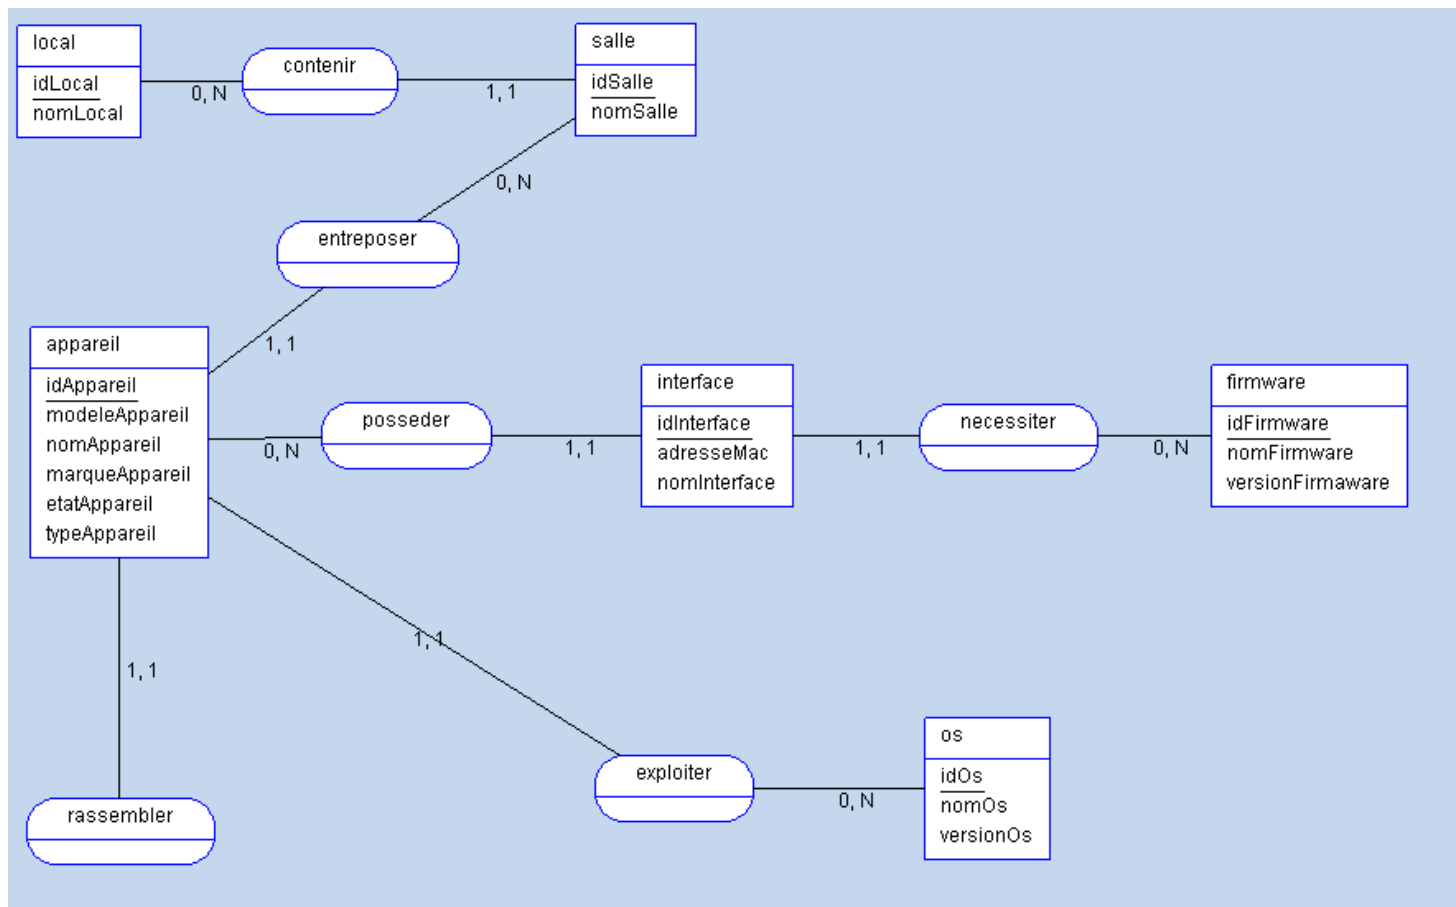 local
idLocal
nomLocal
contenir
0, N
1, 1
salle
idSalle
nomSalle
0, N
entreposer
1, 1
appareil
idAppareil
modeleAppareil
nomAppareil
marqueAppareil
etatAppareil
typeAppareil
posseder
0, N
1, 1
interface
idInterface
adresseMac
nomInterface
necessiter
1, 1
0, N
firmware
idFirmware
nomFirmware
versionFirmaware
1, 1
1, 1
rassembler
exploiter
0, N
os
idOs
nomOs
versionOs